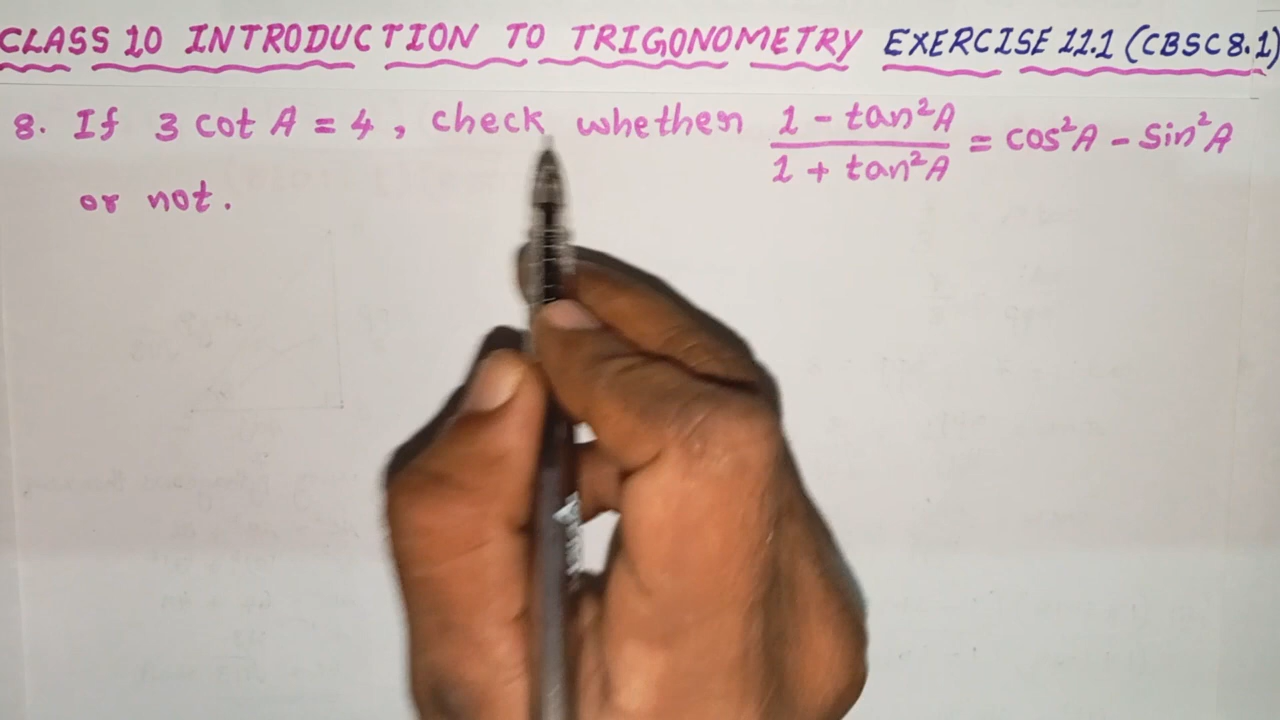 CLASS 10 INTRODUCTION TO TRIGONOMETRY EXERCISE 11.1 (CBSC 8.1)
8. If 3 cot A = 4, check whether (1 - tan²A)/(1 + tan²A) = cos²A - Sin²A
or not.